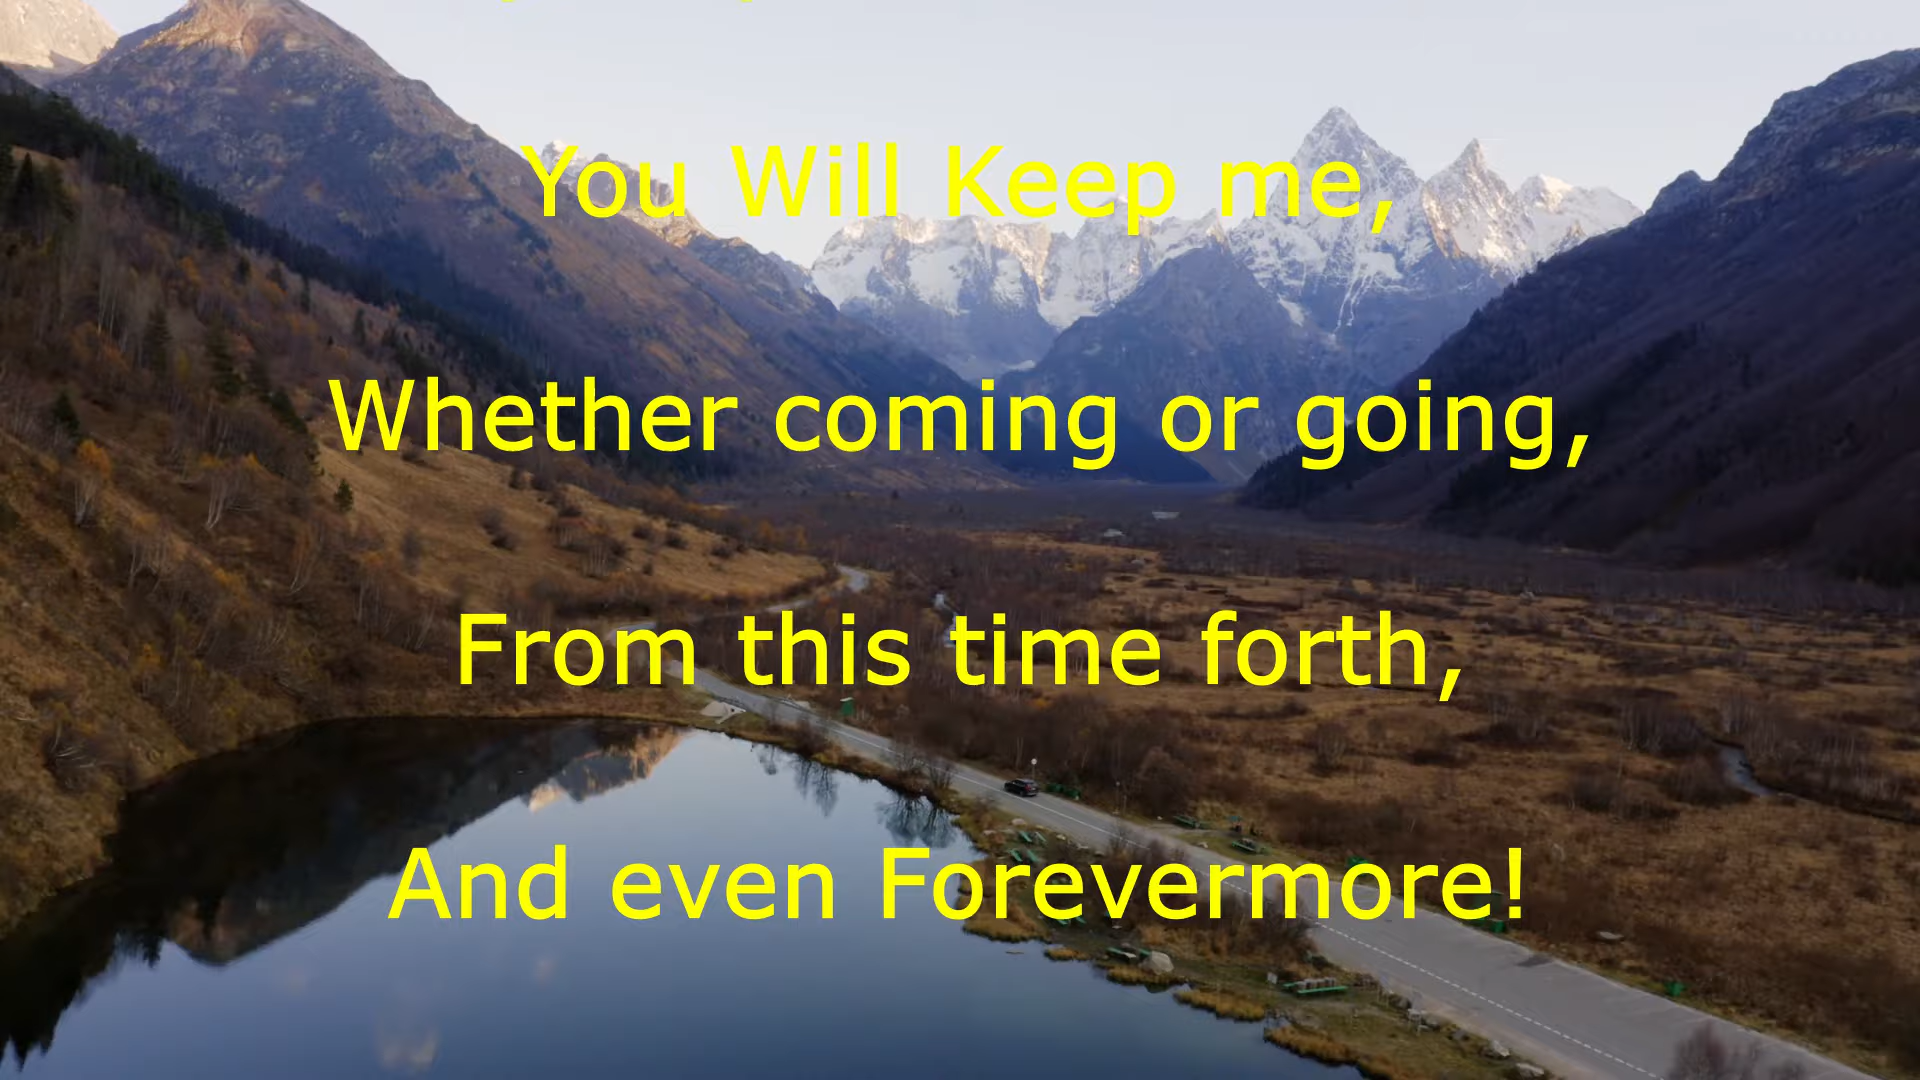 You Will Keep me,
Whether coming or going,
From this time forth,
And even Forevermore!